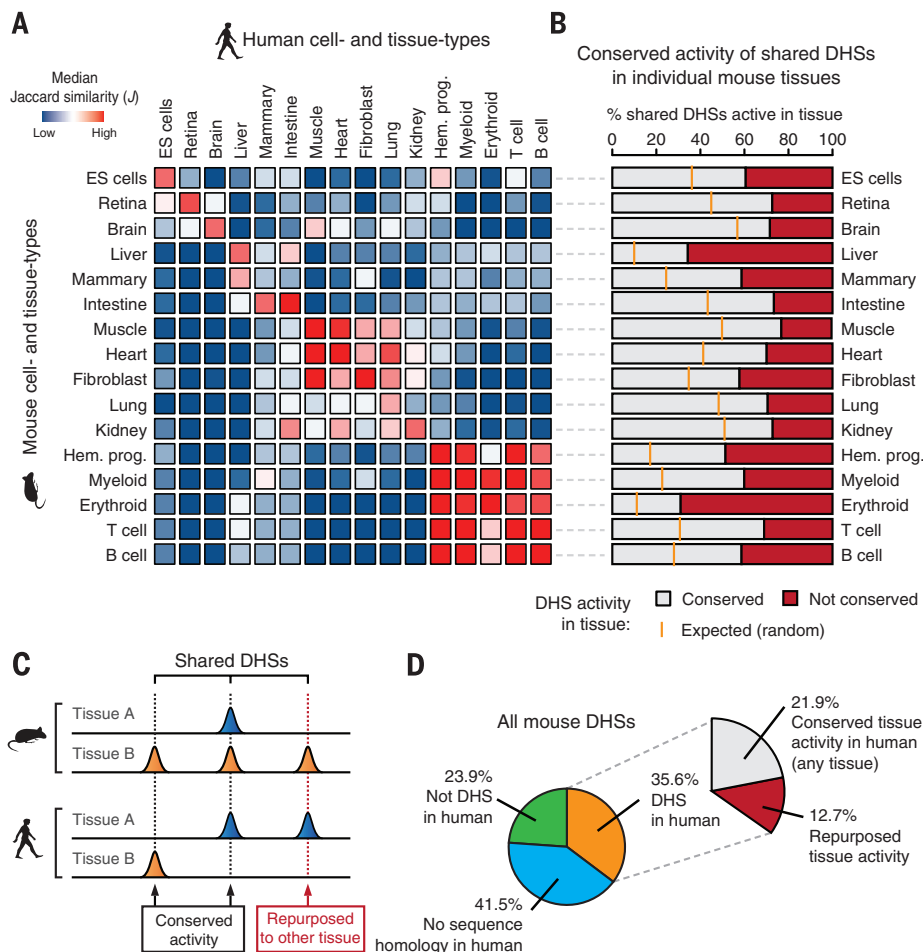 A
Human cell- and tissue-types
Median
Jaccard similarity (J)
Low
High
ES cells
Retina
Brain
Liver
Mammary
Intestine
Muscle
Heart
Fibroblast
Lung
Kidney
Hem. prog.
Myeloid
Erythroid
T cell
B cell
Mouse cell- and tissue-types
ES cells
Retina
Brain
Liver
Mammary
Intestine
Muscle
Heart
Fibroblast
Lung
Kidney
Hem. prog.
Myeloid
Erythroid
T cell
B cell
B
Conserved activity of shared DHSs
in individual mouse tissues
% shared DHSs active in tissue
0 20 40 60 80 100
ES cells
Retina
Brain
Liver
Mammary
Intestine
Muscle
Heart
Fibroblast
Lung
Kidney
Hem. prog.
Myeloid
Erythroid
T cell
B cell
DHS activity
in tissue:
Conserved
Not conserved
Expected (random)
C
Shared DHSs
Tissue A
Tissue B
Tissue A
Tissue B
Conserved
activity
Repurposed
to other tissue
D
All mouse DHSs
23.9%
Not DHS
in human
35.6%
DHS
in human
41.5%
No sequence
homology in human
21.9%
Conserved tissue
activity in human
(any tissue)
12.7%
Repurposed
tissue activity